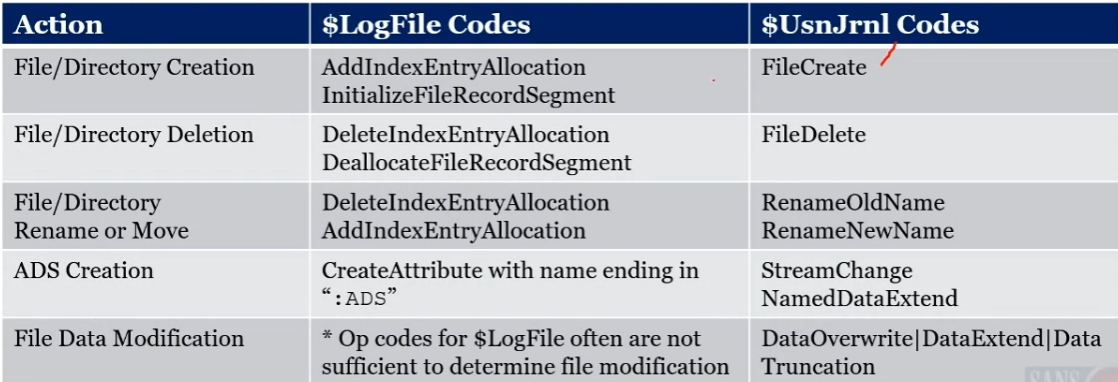 Action $LogFile Codes $UsnJrnl Codes
File/Directory Creation AddIndexEntryAllocation FileCreate
InitializeFileRecordSegment
File/Directory Deletion DeleteIndexEntryAllocation FileDelete
DeallocateFileRecordSegment
File/Directory DeleteIndexEntryAllocation RenameOldName
Rename or Move AddIndexEntryAllocation RenameNewName
ADS Creation CreateAttribute with name ending in StreamChange
“:ADS” NamedDataExtend
File Data Modification * Op codes for $LogFile often are not DataOverwrite|DataExtend|Data
sufficient to determine file modification Truncation
SANS